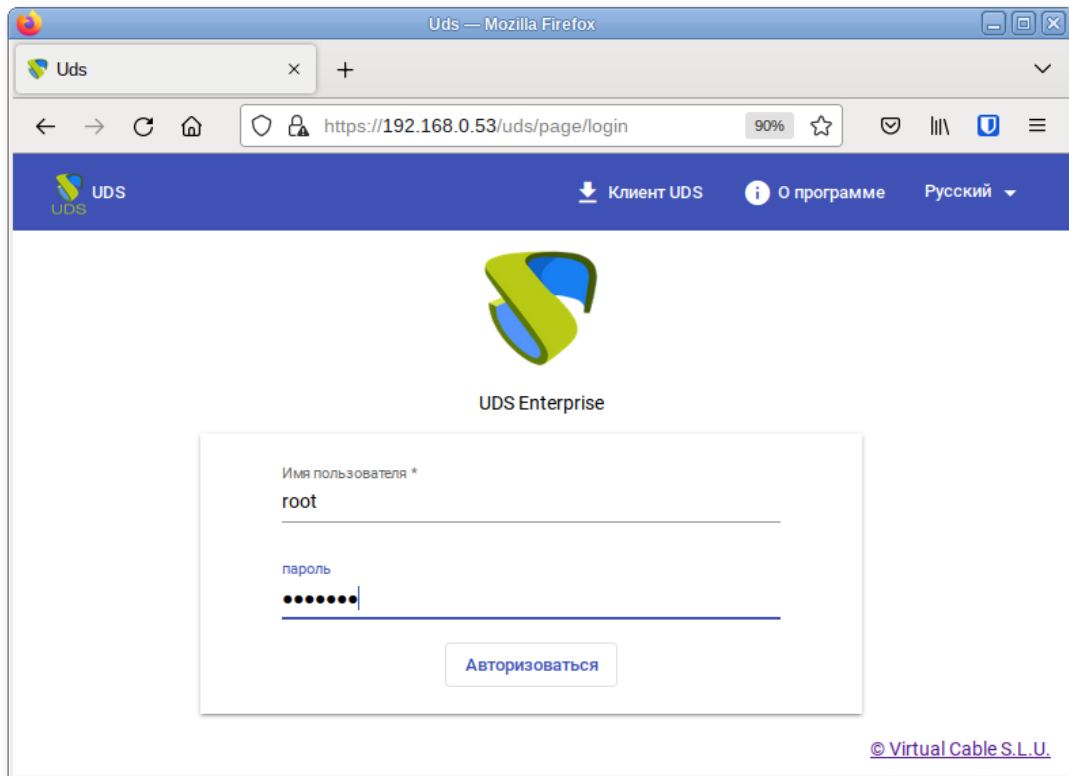 Uds — Mozilla Firefox
Uds
https://192.168.0.53/uds/page/login 90%
UDS UDS Клиент UDS О программе Русский
UDS Enterprise
Имя пользователя *
root
пароль
•••••••
Авторизоваться
© Virtual Cable S.L.U.